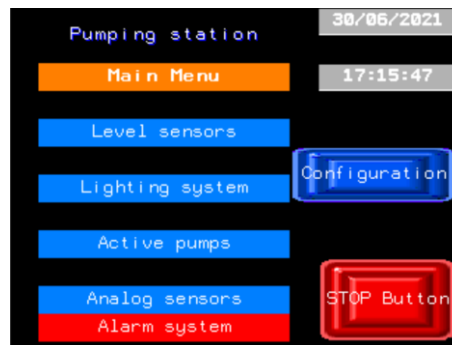 Pumping station
30/06/2021
Main Menu
17:15:47
Level sensors
Configuration
Lighting system
Active pumps
Analog sensors
STOP Button
Alarm system